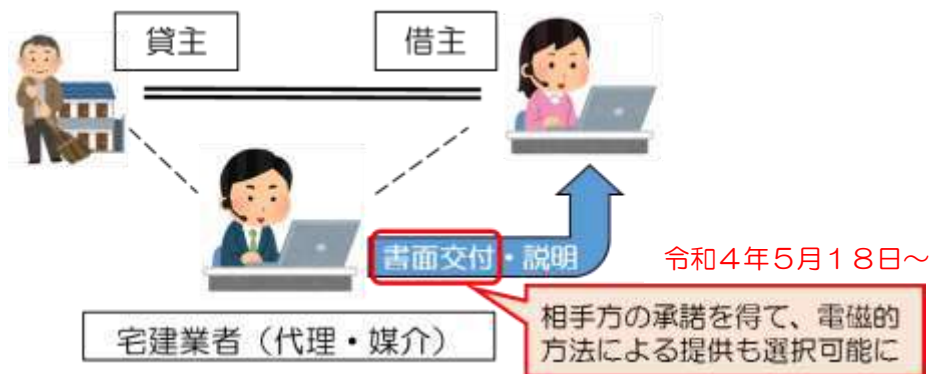 貸主
借主
書面交付・説明
令和４年５月１８日～
宅建業者（代理・媒介）
相手方の承諾を得て、電磁的
方法による提供も選択可能に